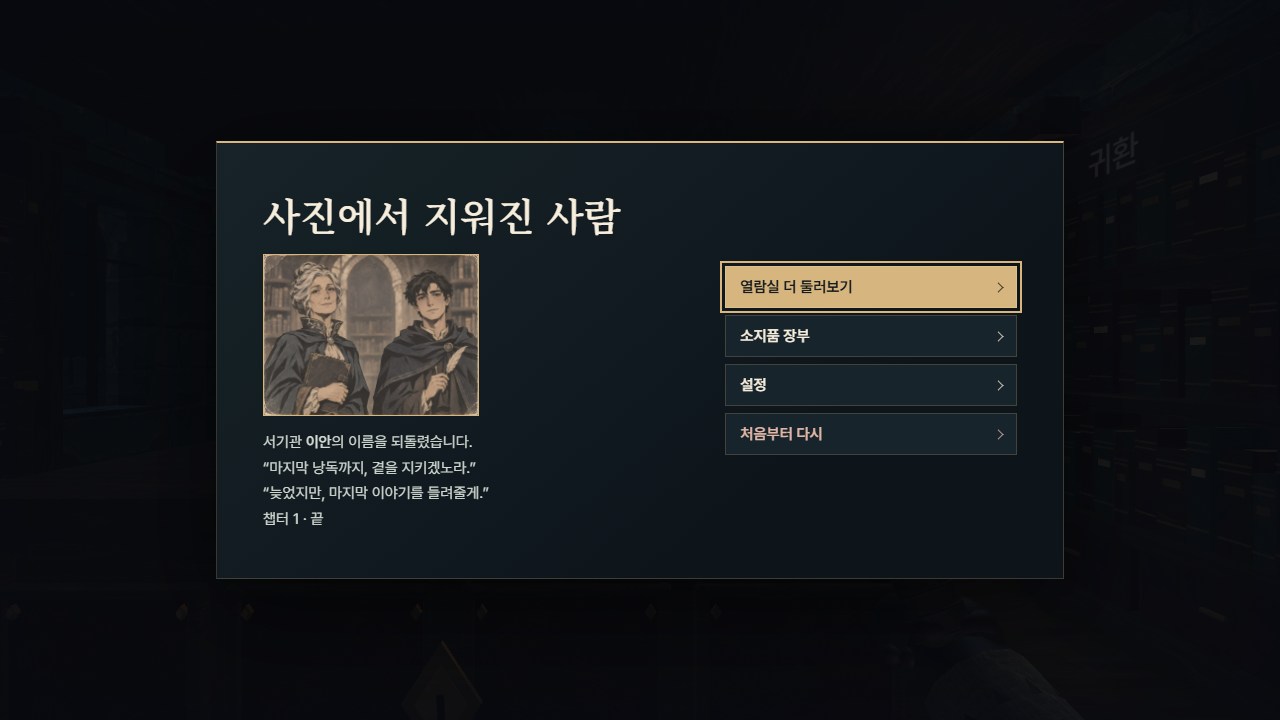 귀환
사진에서 지워진 사람
서기관 이안의 이름을 되돌렸습니다.
“마지막 낭독까지, 곁을 지키겠노라.”
“늦었지만, 마지막 이야기를 들려줄게.”
챕터 1 · 끝
열람실 더 둘러보기
소지품 장부
설정
처음부터 다시